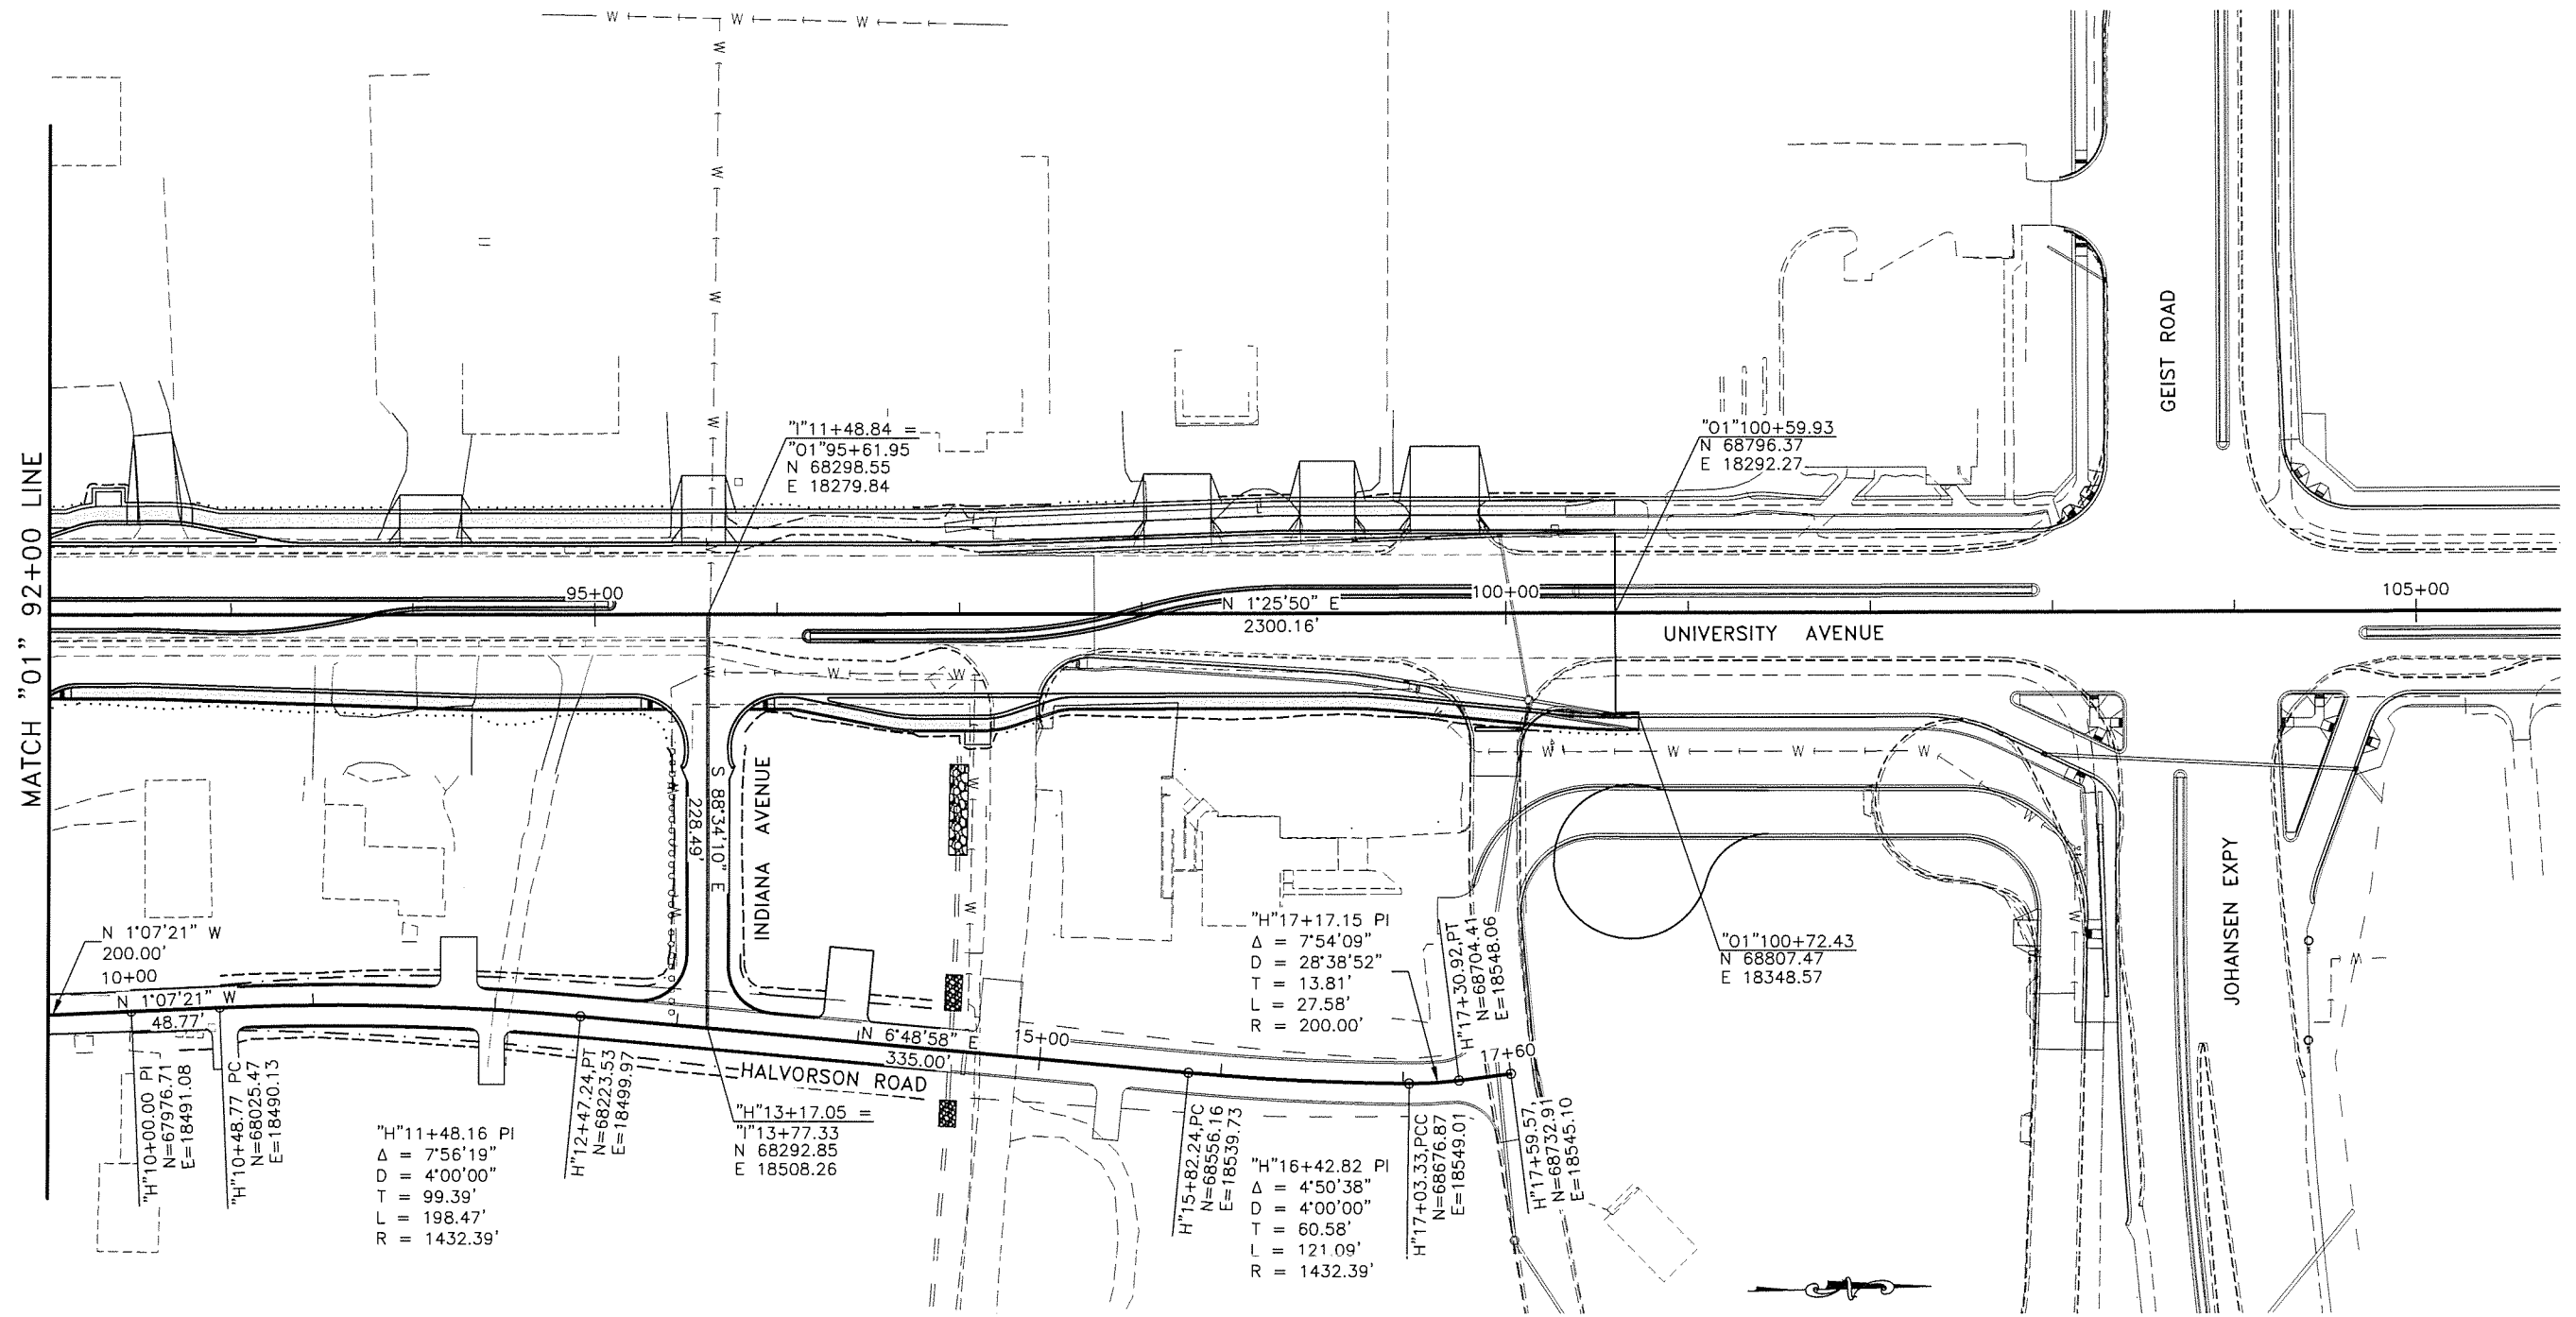 W W W
W
W
W
W
W
W
MATCH "01" 92+00 LINE
"I"11+48.84 =
"01"95+61.95
N 68298.55
E 18279.84
"01"100+59.93
N 68796.37
E 18292.27
GEIST ROAD
95+00
100+00
105+00
N 1°25'50" E
2300.16'
UNIVERSITY AVENUE
W W W
W W W W
W
S 88°34'10" E
228.49'
INDIANA AVENUE
W
W
W
W
W
W
W
JOHANSEN EXPY
N 1°07'21" W
200.00'
10+00
N 1°07'21" W
48.77'
"H"10+00.00 PI
N=67976.71
E=18491.08
"H"10+48.77 PC
N=68025.47
E=18490.13
"H"11+48.16 PI
Δ = 7°56'19"
D = 4°00'00"
T = 99.39'
L = 198.47'
R = 1432.39'
H"12+47.24,PT
N=68223.53
E=18499.97
N 6°48'58" E
335.00'
15+00
HALVORSON ROAD
"H"13+17.05 =
"I"13+77.33
N 68292.85
E 18508.26
H"15+82.24,PC
N=68556.16
E=18539.73
"H"16+42.82 PI
Δ = 4°50'38"
D = 4°00'00"
T = 60.58'
L = 121.09'
R = 1432.39'
"H"17+17.15 PI
Δ = 7°54'09"
D = 28°38'52"
T = 13.81'
L = 27.58'
R = 200.00'
H"17+03.33,PCC
N=68676.87
E=18549.01
H"17+30.92,PT
N=68704.41
E=18548.06
17+60
H"17+59.57,
N=68732.91
E=18545.10
"01"100+72.43
N 68807.47
E 18348.57